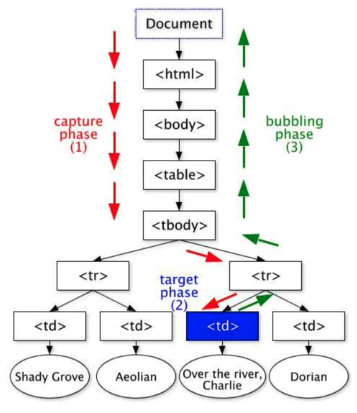 Document
<html>
capture
phase
(1)
<body>
bubbling
phase
(3)
<table>
<tbody>
<tr>
target
phase
(2)
<tr>
<td>
<td>
<td>
<td>
Shady Grove
Aeolian
Over the river,
Charlie
Dorian